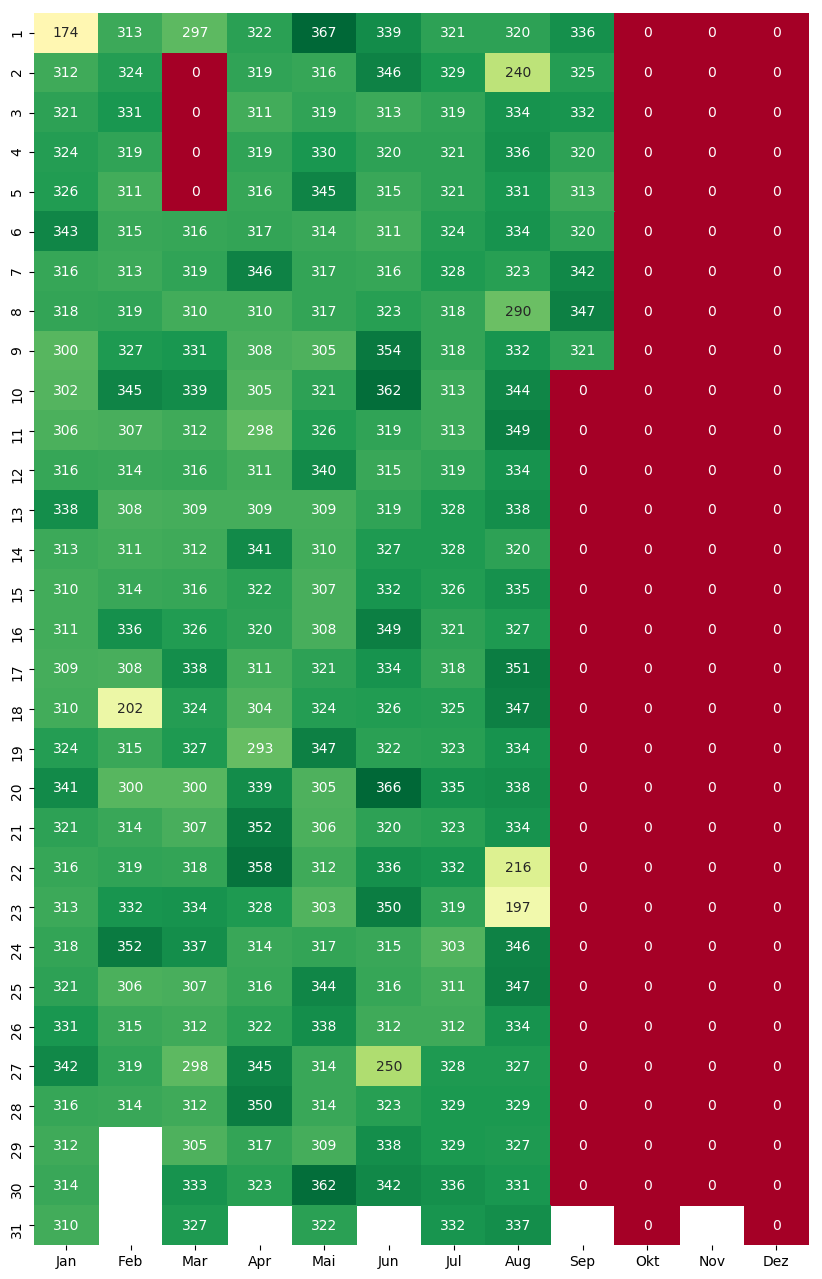 1 174 313 297 322 367 339 321 320 336 0 0 0
2 312 324 0 319 316 346 329 240 325 0 0 0
3 321 331 0 311 319 313 319 334 332 0 0 0
4 324 319 0 319 330 320 321 336 320 0 0 0
5 326 311 0 316 345 315 321 331 313 0 0 0
6 343 315 316 317 314 311 324 334 320 0 0 0
7 316 313 319 346 317 316 328 323 342 0 0 0
8 318 319 310 310 317 323 318 290 347 0 0 0
9 300 327 331 308 305 354 318 332 321 0 0 0
10 302 345 339 305 321 362 313 344 0 0 0 0
11 306 307 312 298 326 319 313 349 0 0 0 0
12 316 314 316 311 340 315 319 334 0 0 0 0
13 338 308 309 309 309 319 328 338 0 0 0 0
14 313 311 312 341 310 327 328 320 0 0 0 0
15 310 314 316 322 307 332 326 335 0 0 0 0
16 311 336 326 320 308 349 321 327 0 0 0 0
17 309 308 338 311 321 334 318 351 0 0 0 0
18 310 202 324 304 324 326 325 347 0 0 0 0
19 324 315 327 293 347 322 323 334 0 0 0 0
20 341 300 300 339 305 366 335 338 0 0 0 0
21 321 314 307 352 306 320 323 334 0 0 0 0
22 316 319 318 358 312 336 332 216 0 0 0 0
23 313 332 334 328 303 350 319 197 0 0 0 0
24 318 352 337 314 317 315 303 346 0 0 0 0
25 321 306 307 316 344 316 311 347 0 0 0 0
26 331 315 312 322 338 312 312 334 0 0 0 0
27 342 319 298 345 314 250 328 327 0 0 0 0
28 316 314 312 350 314 323 329 329 0 0 0 0
29 312 305 317 309 338 329 327 0 0 0 0
30 314 333 323 362 342 336 331 0 0 0 0
31 310 327 322 332 337 0 0
Jan Feb Mar Apr Mai Jun Jul Aug Sep Okt Nov Dez